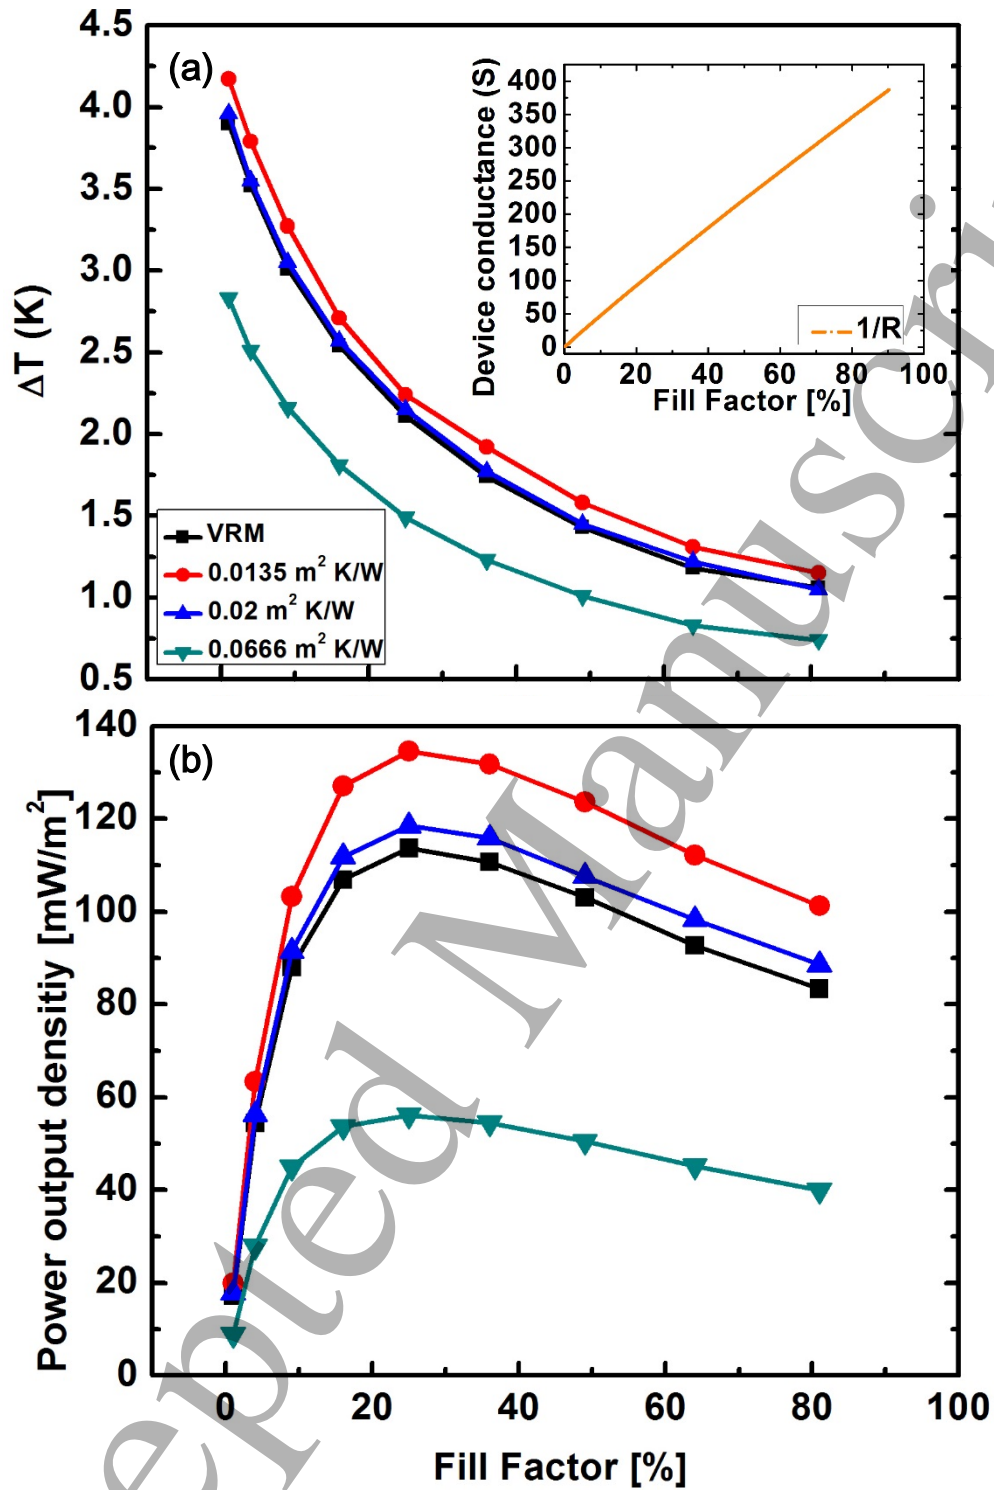 (a)
4.5
4.0
3.5
3.0
2.5
2.0
1.5
1.0
0.5
ΔT (K)
VRM
0.0135 m² K/W
0.02 m² K/W
0.0666 m² K/W
Device conductance (S)
400
350
300
250
200
150
100
50
0
0 20 40 60 80 100
Fill Factor [%]
1/R
(b)
140
120
100
80
60
40
20
0
Power output densitiy [mW/m²]
0 20 40 60 80 100
Fill Factor [%]
epted Manuscri